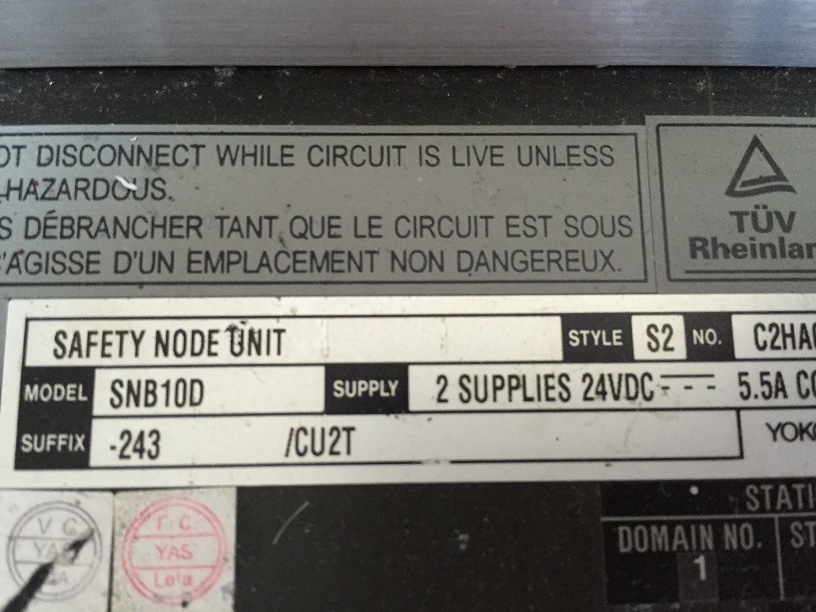 OT DISCONNECT WHILE CIRCUIT IS LIVE UNLESS
-HAZARDOUS.
S DÉBRANCHER TANT QUE LE CIRCUIT EST SOUS
S'AGISSE D'UN EMPLACEMENT NON DANGEREUX.
TÜV
Rheinlan
SAFETY NODE UNIT STYLE S2 NO. C2HA
MODEL SNB10D SUPPLY 2 SUPPLIES 24VDC 5.5A CO
SUFFIX -243 /CU2T YOKO
V C F C
YAS YAS
Lela
STATI
DOMAIN NO. ST
1